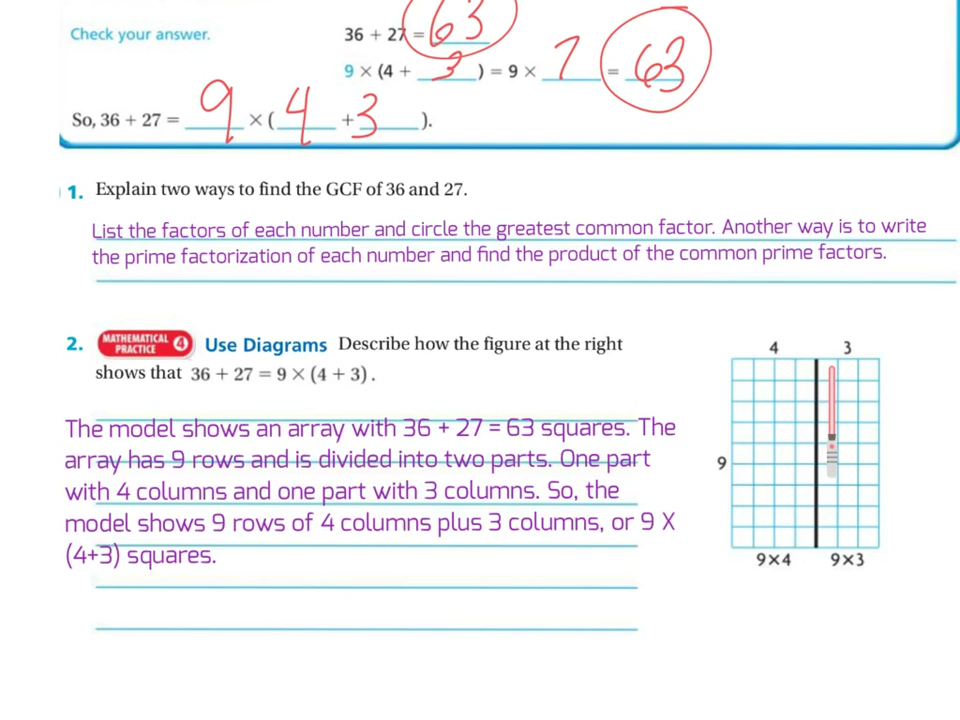 Check your answer.
36 + 27 = 63
9 × (4 + 3) = 9 × 7 = 63
So, 36 + 27 = 9 × (4 + 3).
1. Explain two ways to find the GCF of 36 and 27.
List the factors of each number and circle the greatest common factor. Another way is to write
the prime factorization of each number and find the product of the common prime factors.
2. MATHEMATICAL PRACTICE 4 Use Diagrams Describe how the figure at the right
shows that 36 + 27 = 9 × (4 + 3).
The model shows an array with 36 + 27 = 63 squares. The
array has 9 rows and is divided into two parts. One part
with 4 columns and one part with 3 columns. So, the
model shows 9 rows of 4 columns plus 3 columns, or 9 X
(4+3) squares.
4 3
9
9×4 9×3